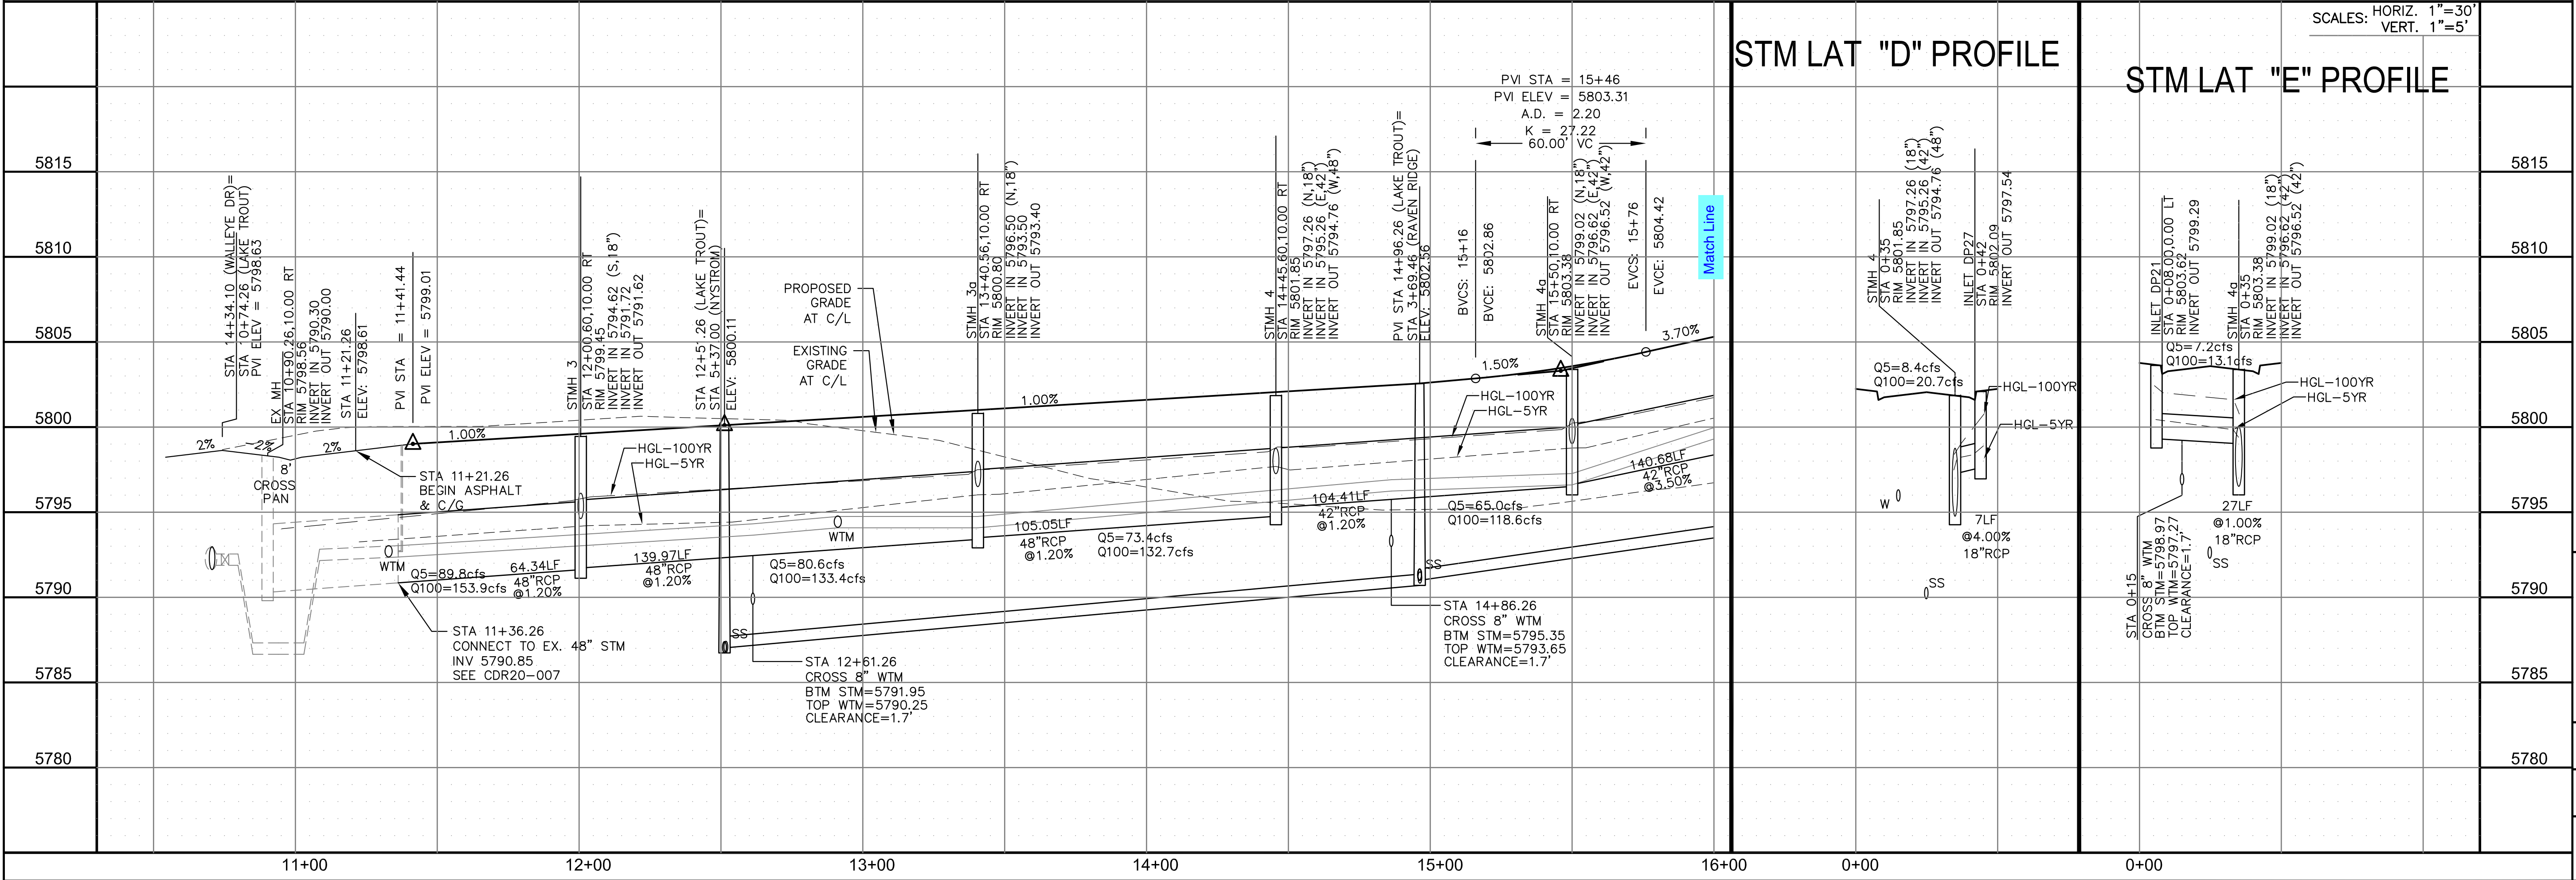 SCALES: HORIZ. 1"=30'
VERT. 1"=5'
STM LAT "D" PROFILE
STM LAT "E" PROFILE
5815
5810
5805
5800
5795
5790
5785
5780
STA 14+34.10 (WALLEYE DR)=
STA 10+74.26 (LAKE TROUT)
PVI ELEV = 5798.63
EX MH
STA 10+90.26,10.00 RT
RIM 5798.56
INVERT IN 5790.30
INVERT OUT 5790.00
STA 11+21.26
ELEV: 5798.61
PVI STA = 11+41.44
PVI ELEV = 5799.01
STMH 3
STA 12+00.60,10.00 RT
RIM 5799.45
INVERT IN 5794.62 (S,18")
INVERT IN 5791.72
INVERT OUT 5791.62
STA 12+51.26 (LAKE TROUT)=
STA 5+37.00 (NYSTROM)
ELEV: 5800.11
PROPOSED
GRADE
AT C/L
EXISTING
GRADE
AT C/L
STMH 3a
STA 13+40.56,10.00 RT
RIM 5800.80
INVERT IN 5796.50 (N,18")
INVERT IN 5793.50
INVERT OUT 5793.40
STMH 4
STA 14+45.60,10.00 RT
RIM 5801.85
INVERT IN 5797.26 (N,18")
INVERT IN 5795.26 (E,42")
INVERT OUT 5794.76 (W,48")
PVI STA 14+96.26 (LAKE TROUT)=
STA 3+69.46 (RAVEN RIDGE)
ELEV: 5802.56
PVI STA = 15+46
PVI ELEV = 5803.31
A.D. = 2.20
K = 27.22
60.00' VC
BVCS: 15+16
BVCE: 5802.86
STMH 4a
STA 15+50,10.00 RT
RIM 5803.38
INVERT IN 5799.02 (N,18")
INVERT IN 5796.62 (E,42")
INVERT OUT 5796.52 (W,42")
EVCS: 15+76
EVCE: 5804.42
Match Line
2%
-2%
2%
1.00%
1.00%
1.50%
3.70%
8'
CROSS
PAN
STA 11+21.26
BEGIN ASPHALT
& C/G
HGL-100YR
HGL-5YR
HGL-100YR
HGL-5YR
WTM
WTM
Q5=89.8cfs
Q100=153.9cfs
64.34LF
48"RCP
@1.20%
139.97LF
48"RCP
@1.20%
Q5=80.6cfs
Q100=133.4cfs
105.05LF
48"RCP
@1.20%
Q5=73.4cfs
Q100=132.7cfs
104.41LF
42"RCP
@1.20%
Q5=65.0cfs
Q100=118.6cfs
140.68LF
42"RCP
@3.50%
SS
SS
STA 11+36.26
CONNECT TO EX. 48" STM
INV 5790.85
SEE CDR20-007
STA 12+61.26
CROSS 8" WTM
BTM STM=5791.95
TOP WTM=5790.25
CLEARANCE=1.7'
STA 14+86.26
CROSS 8" WTM
BTM STM=5795.35
TOP WTM=5793.65
CLEARANCE=1.7'
STMH 4
STA 0+35
RIM 5801.85
INVERT IN 5797.26 (18")
INVERT IN 5795.26 (42")
INVERT OUT 5794.76 (48")
INLET DP27
STA 0+42
RIM 5802.09
INVERT OUT 5797.54
Q5=8.4cfs
Q100=20.7cfs
HGL-100YR
HGL-5YR
W
7LF
@4.00%
18"RCP
SS
INLET DP21
STA 0+08.00,0.00 LT
RIM 5803.62
INVERT OUT 5799.29
STMH 4a
STA 0+35
RIM 5803.38
INVERT IN 5799.02 (18")
INVERT IN 5796.62 (42")
INVERT OUT 5796.52 (42")
Q5=7.2cfs
Q100=13.1cfs
HGL-100YR
HGL-5YR
27LF
@1.00%
18"RCP
SS
STA 0+15
CROSS 8" WTM
BTM STM=5798.97
TOP WTM=5797.27
CLEARANCE=1.7'
5815
5810
5805
5800
5795
5790
5785
5780
11+00
12+00
13+00
14+00
15+00
16+00
0+00
0+00